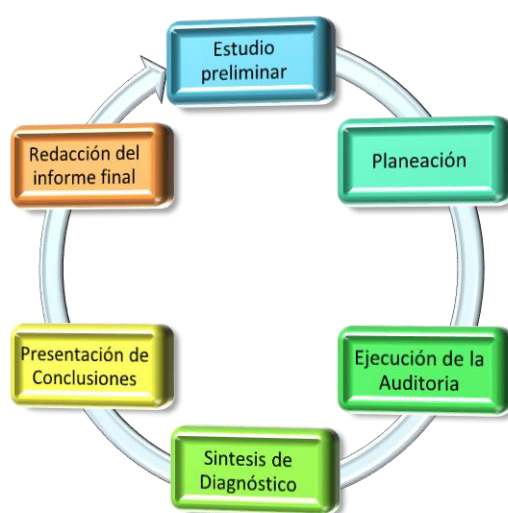 Estudio
preliminar
Planeación
Ejecución de la
Auditoria
Sintesis de
Diagnóstico
Presentación de
Conclusiones
Redacción del
informe final